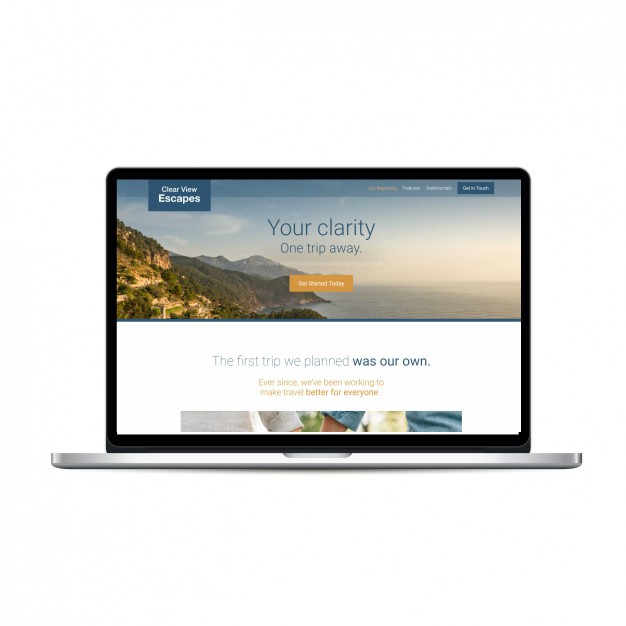 Clear View
Escapes
Our Beginning Features Testimonials Get in Touch
Your clarity
One trip away.
Get Started Today
The first trip we planned was our own.
Ever since, we've been working to
make travel better for everyone .